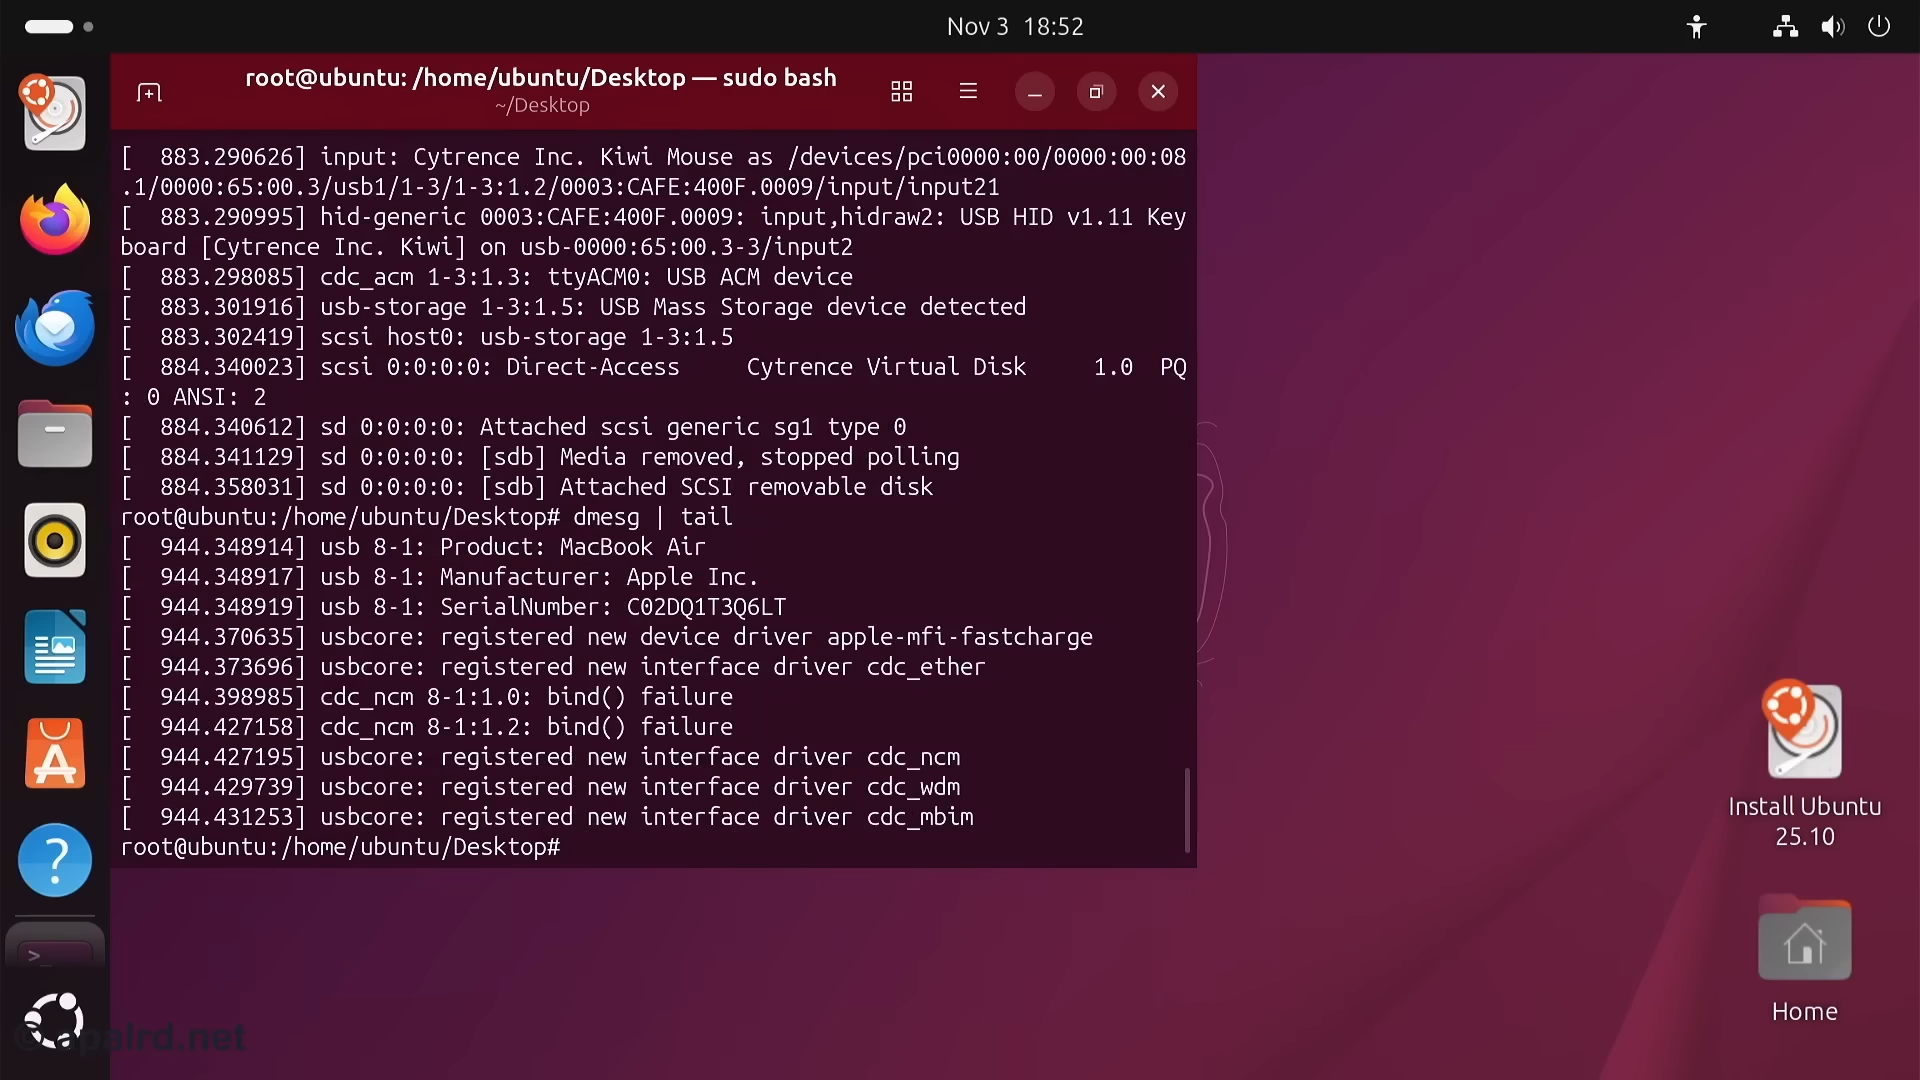 Nov 3 18:52
root@ubuntu: /home/ubuntu/Desktop — sudo bash
~/Desktop
[  883.290626] input: Cytrence Inc. Kiwi Mouse as /devices/pci0000:00/0000:00:08
.1/0000:65:00.3/usb1/1-3/1-3:1.2/0003:CAFE:400F.0009/input/input21
[  883.290995] hid-generic 0003:CAFE:400F.0009: input,hidraw2: USB HID v1.11 Key
board [Cytrence Inc. Kiwi] on usb-0000:65:00.3-3/input2
[  883.298085] cdc_acm 1-3:1.3: ttyACM0: USB ACM device
[  883.301916] usb-storage 1-3:1.5: USB Mass Storage device detected
[  883.302419] scsi host0: usb-storage 1-3:1.5
[  884.340023] scsi 0:0:0:0: Direct-Access     Cytrence Virtual Disk     1.0  PQ
: 0 ANSI: 2
[  884.340612] sd 0:0:0:0: Attached scsi generic sg1 type 0
[  884.341129] sd 0:0:0:0: [sdb] Media removed, stopped polling
[  884.358031] sd 0:0:0:0: [sdb] Attached SCSI removable disk
root@ubuntu:/home/ubuntu/Desktop# dmesg | tail
[  944.348914] usb 8-1: Product: MacBook Air
[  944.348917] usb 8-1: Manufacturer: Apple Inc.
[  944.348919] usb 8-1: SerialNumber: C02DQ1T3Q6LT
[  944.370635] usbcore: registered new device driver apple-mfi-fastcharge
[  944.373696] usbcore: registered new interface driver cdc_ether
[  944.398985] cdc_ncm 8-1:1.0: bind() failure
[  944.427158] cdc_ncm 8-1:1.2: bind() failure
[  944.427195] usbcore: registered new interface driver cdc_ncm
[  944.429739] usbcore: registered new interface driver cdc_wdm
[  944.431253] usbcore: registered new interface driver cdc_mbim
root@ubuntu:/home/ubuntu/Desktop#
Install Ubuntu
25.10
Home
© apalrd.net